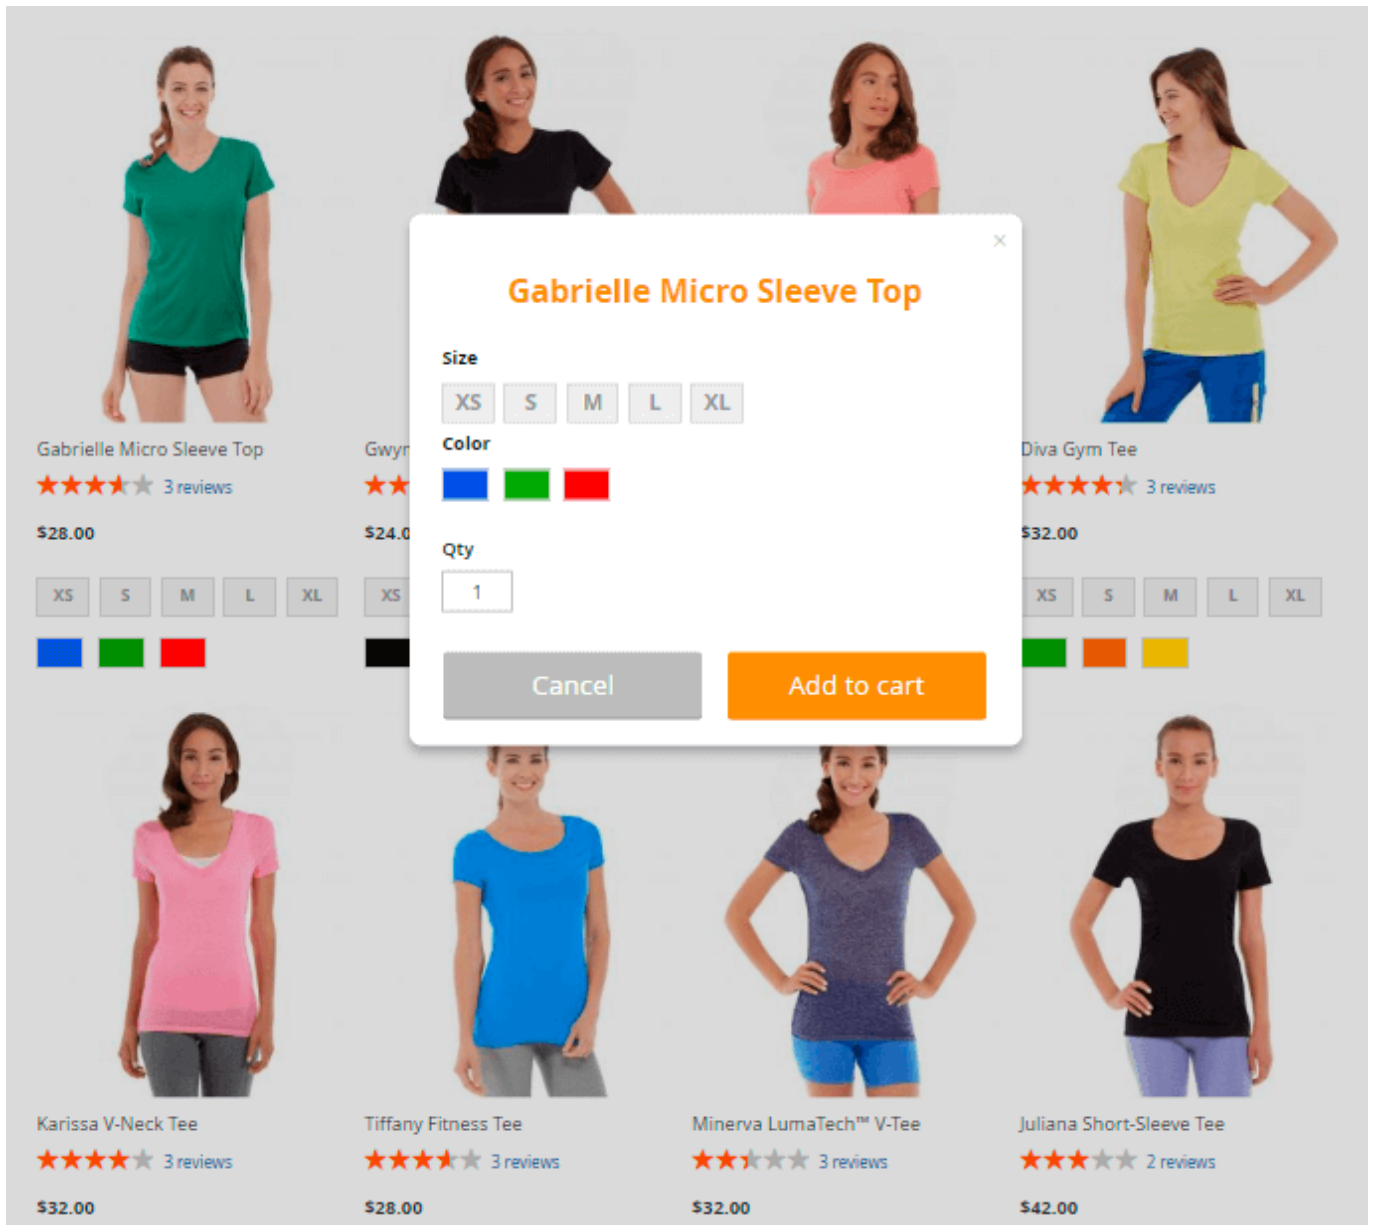 ×
Gabrielle Micro Sleeve Top
Size
XS S M L XL
Color
Qty
1
Cancel Add to cart
Gabrielle Micro Sleeve Top
3 reviews
$28.00
XS S M L XL
XS
Diva Gym Tee
3 reviews
$32.00
XS S M L XL
Karissa V-Neck Tee
3 reviews
$32.00
Tiffany Fitness Tee
3 reviews
$28.00
Minerva LumaTech™ V-Tee
3 reviews
$32.00
Juliana Short-Sleeve Tee
2 reviews
$42.00